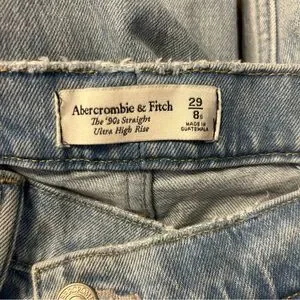 Abercrombie & Fitch
The '90s Straight
Ultra High Rise
29
8s
MADE IN
GUATEMALA